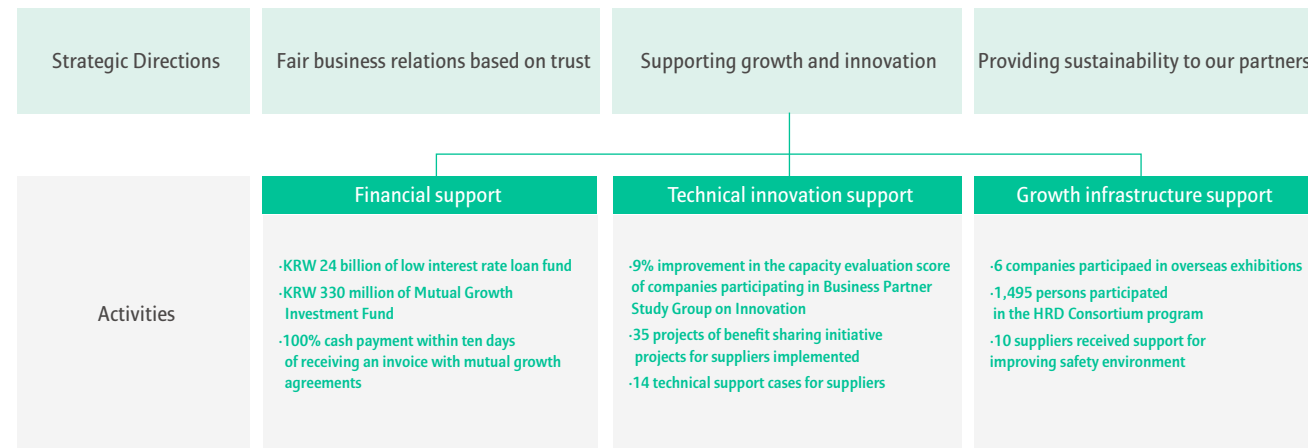 Strategic Directions
Fair business relations based on trust
Supporting growth and innovation
Providing sustainability to our partners
Activities
Financial support
·KRW 24 billion of low interest rate loan fund
·KRW 330 million of Mutual Growth
Investment Fund
·100% cash payment within ten days
of receiving an invoice with mutual growth
agreements
Technical innovation support
·9% improvement in the capacity evaluation score
of companies participating in Business Partner
Study Group on Innovation
·35 projects of benefit sharing initiative
projects for suppliers implemented
·14 technical support cases for suppliers
Growth infrastructure support
·6 companies participaed in overseas exhibitions
·1,495 persons participated
in the HRD Consortium program
·10 suppliers received support for
improving safety environment